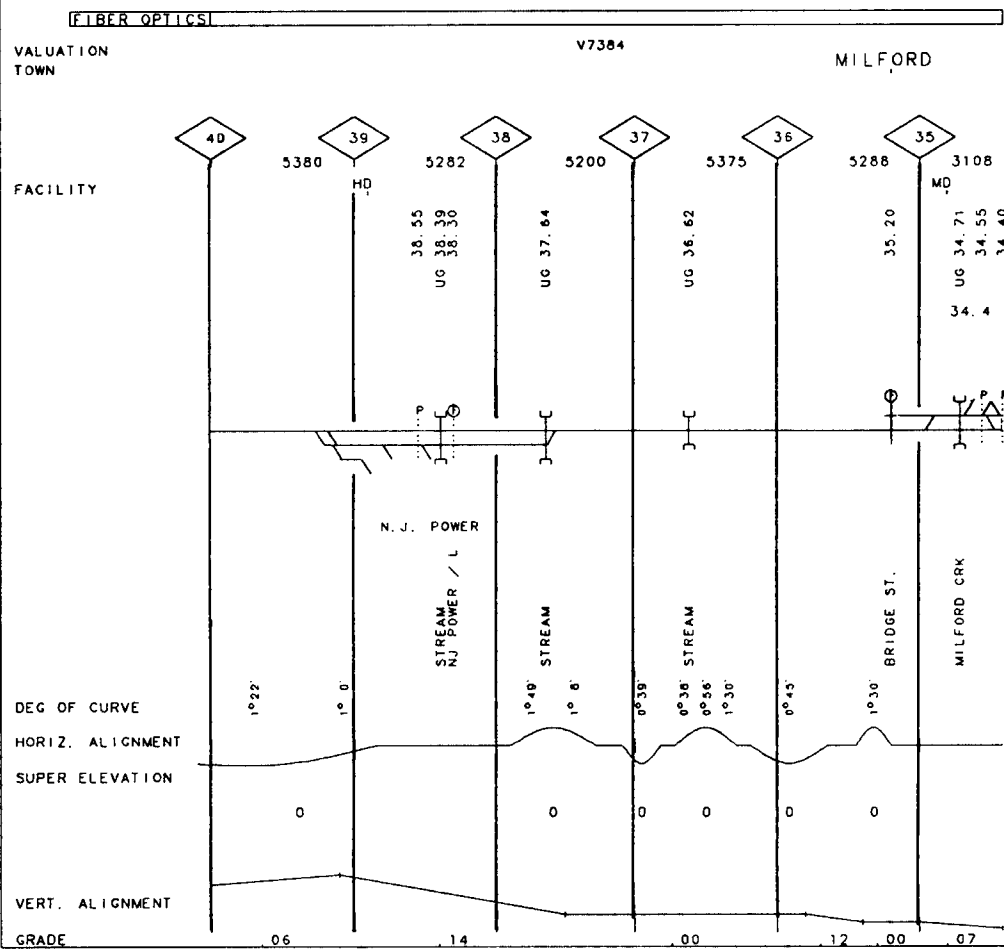 FIBER OPTICS
VALUATION V7384
TOWN MILFORD
40 39 38 37 36 35
5380 5282 5200 5375 5288 3108
FACILITY HD MD
38.55
UG 38.39
38.30
UG 37.64
UG 36.62
35.20
UG 34.71
34.55
34.40
34.4
P P P P
N.J. POWER
STREAM
NJ POWER / L
STREAM
STREAM
BRIDGE ST.
MILFORD CRK
DEG OF CURVE 1°22' 1°0' 1°49' 1°8' 0°39' 0°38' 0°56' 1°30' 0°45' 1°30'
HORIZ. ALIGNMENT
SUPER ELEVATION
0 0 0 0 0 0
VERT. ALIGNMENT
GRADE .06 .14 .00 .12 .00 .07